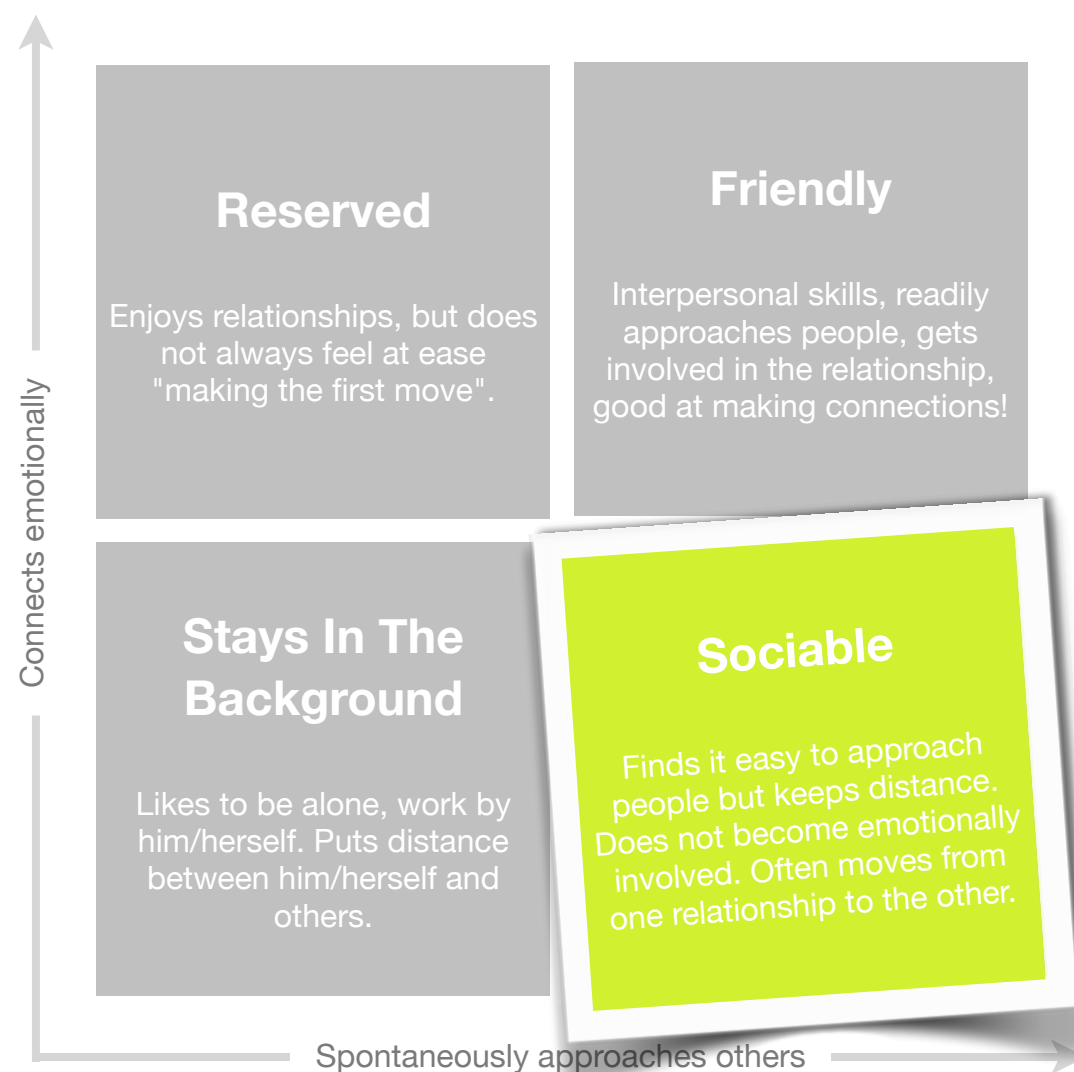 Connects emotionally
Reserved
Enjoys relationships, but does
not always feel at ease
"making the first move".
Friendly
Interpersonal skills, readily
approaches people, gets
involved in the relationship,
good at making connections!
Stays In The
Background
Likes to be alone, work by
him/herself. Puts distance
between him/herself and
others.
Sociable
Finds it easy to approach
people but keeps distance.
Does not become emotionally
involved. Often moves from
one relationship to the other.
Spontaneously approaches others